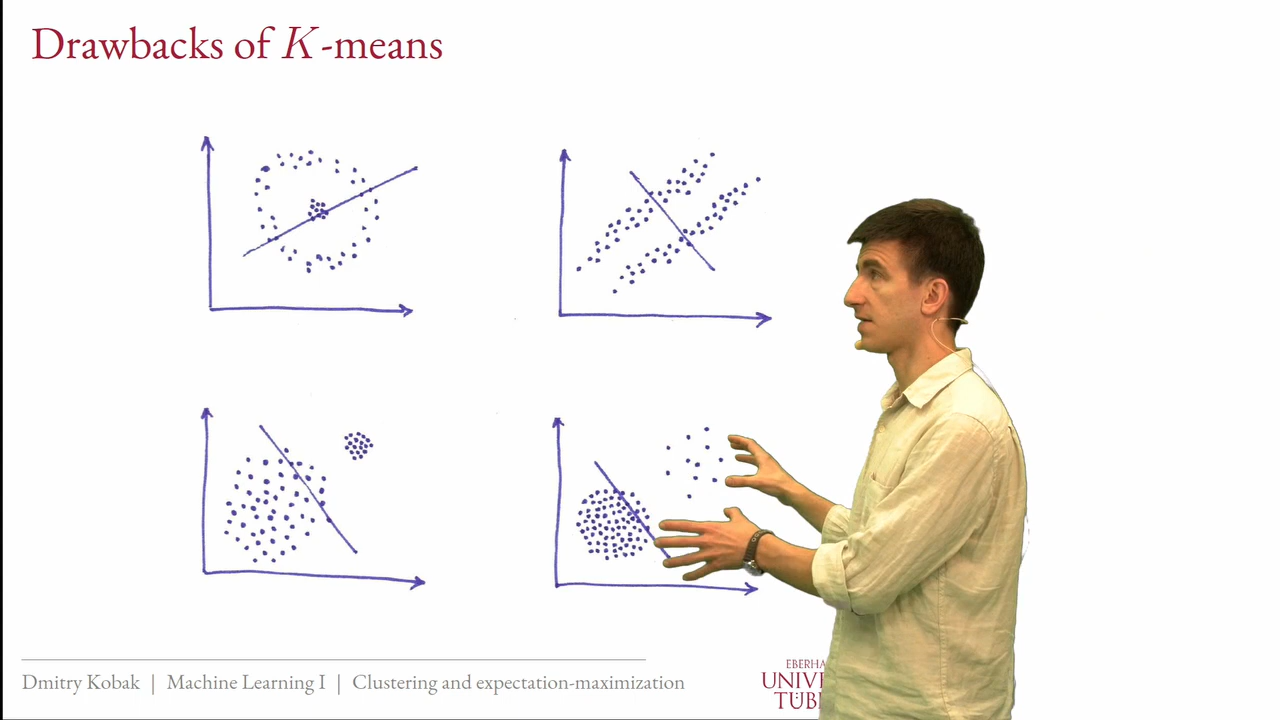 Drawbacks of K-means
Dmitry Kobak | Machine Learning I | Clustering and expectation-maximization